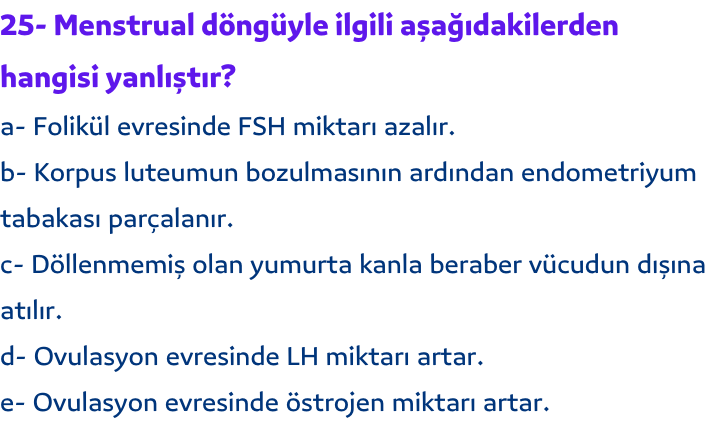 25- Menstrual döngüyle ilgili aşağıdakilerden
hangisi yanlıştır?
a- Folikül evresinde FSH miktarı azalır.
b- Korpus luteumun bozulmasının ardından endometriyum
tabakası parçalanır.
c- Döllenmemiş olan yumurta kanla beraber vücudun dışına
atılır.
d- Ovulasyon evresinde LH miktarı artar.
e- Ovulasyon evresinde östrojen miktarı artar.